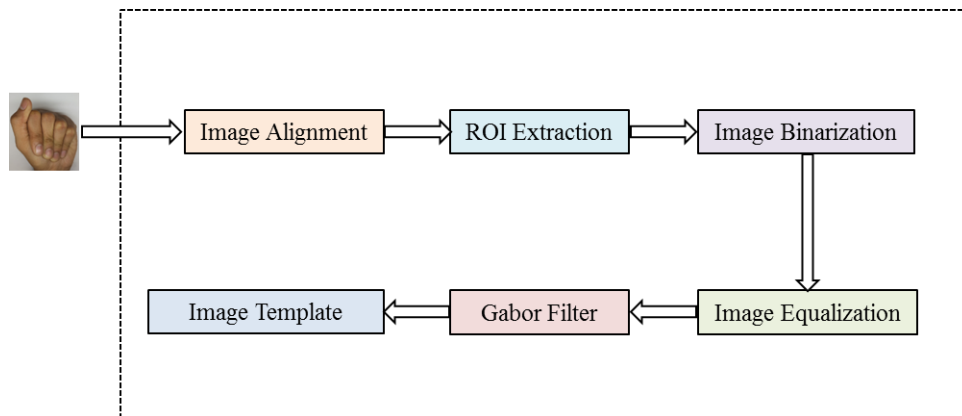 Image Alignment
ROI Extraction
Image Binarization
Image Template
Gabor Filter
Image Equalization